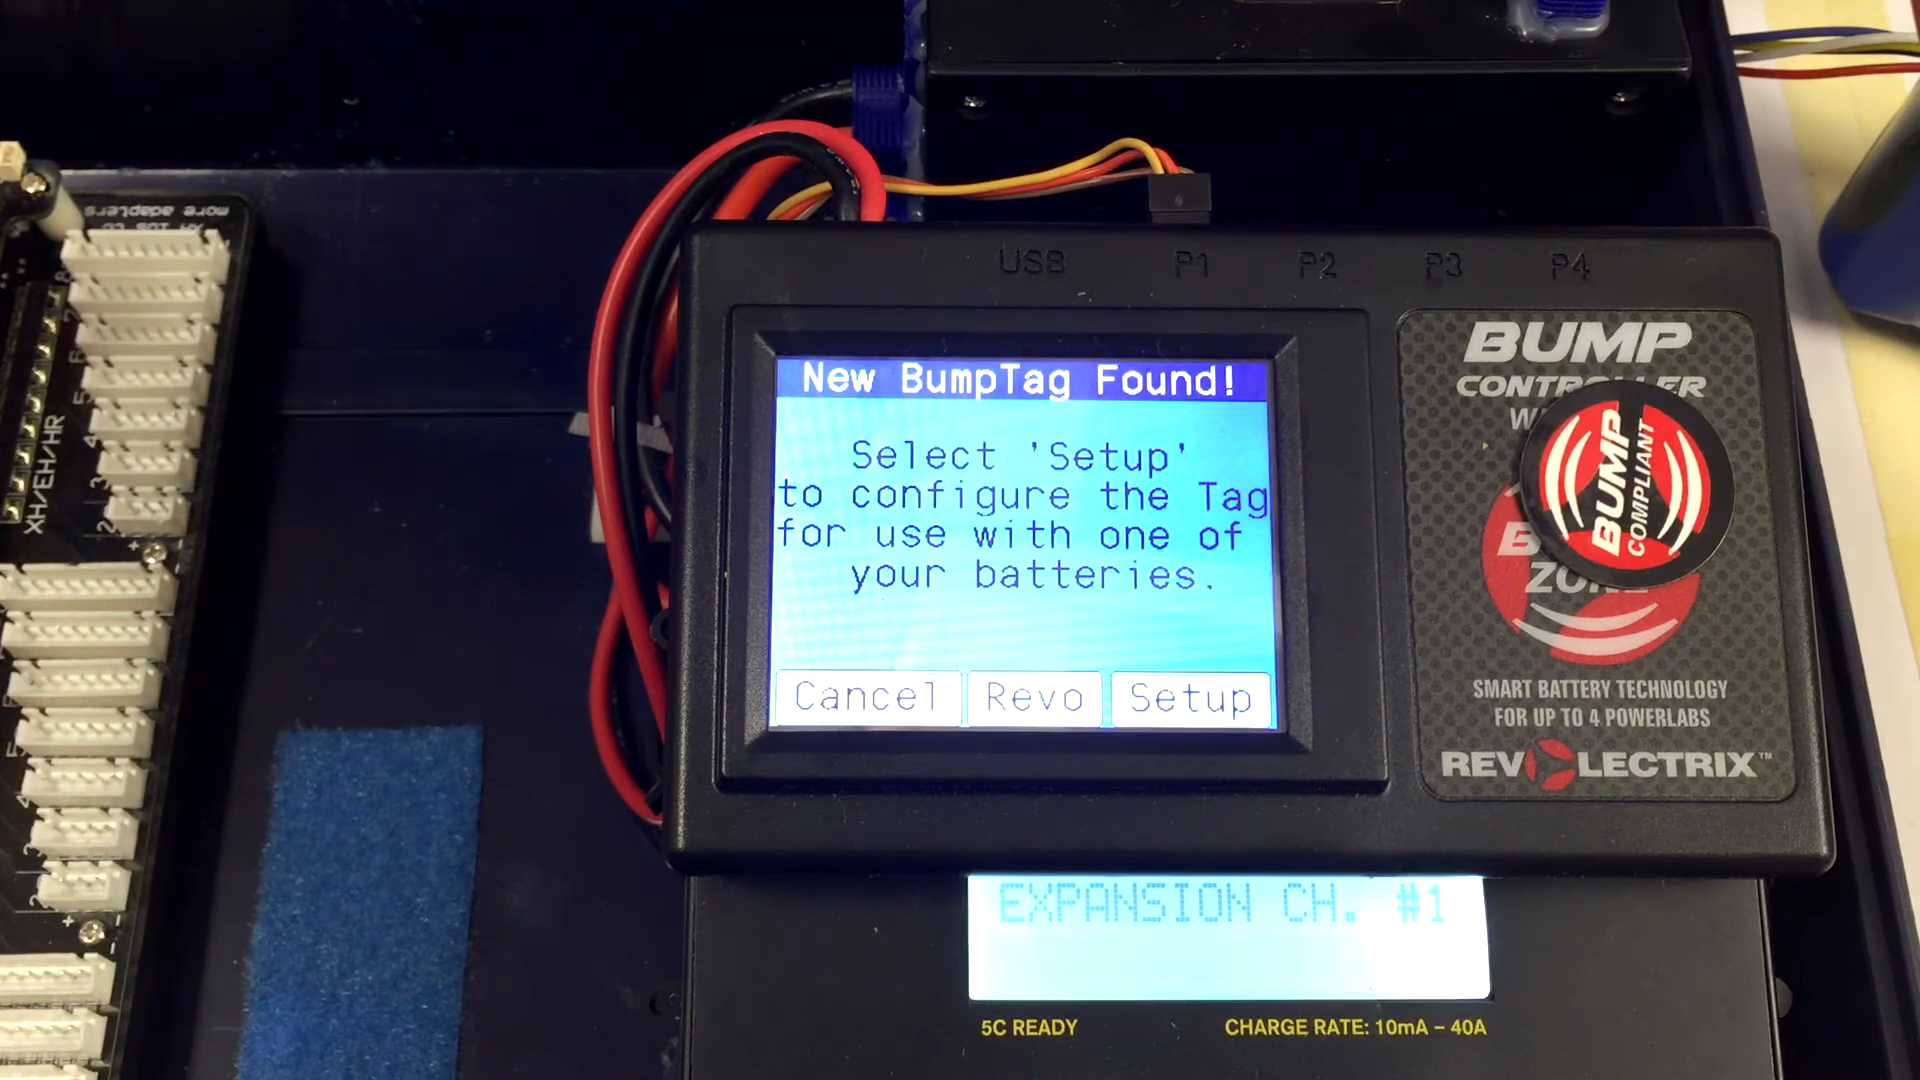 more adapters
USB P1 P2 P3 P4
New BumpTag Found!
Select 'Setup'
to configure the Tag
for use with one of
your batteries.
Cancel Revo Setup
BUMP
CONTROLLER
BUMP
COMPLIANT
SMART BATTERY TECHNOLOGY
FOR UP TO 4 POWERLABS
REVOLECTRIX™
EXPANSION CH. #1
5C READY
CHARGE RATE: 10mA – 40A
XH/EH/HR